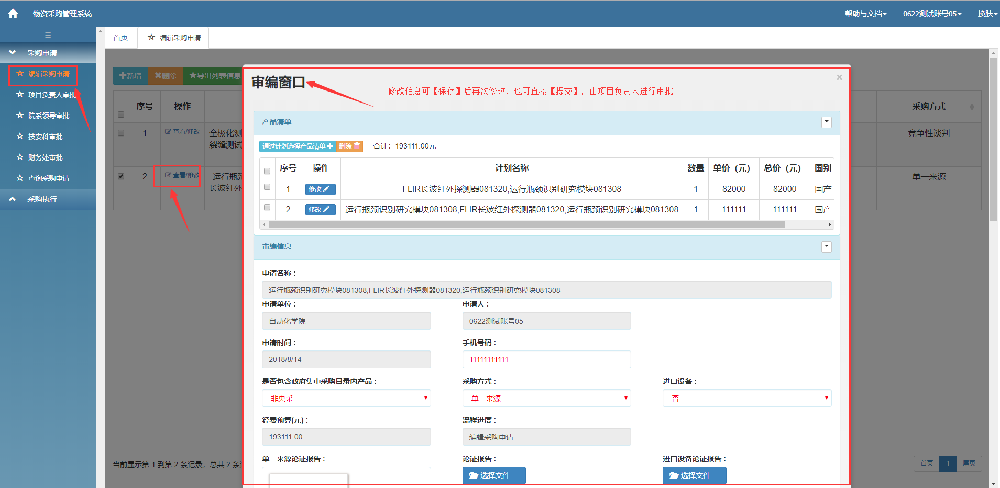 物资采购管理系统
帮助与文档
0622测试账号05
换肤
采购申请
编辑采购申请
项目负责人审批
院系领导审批
技安科审批
财务处审批
查询采购申请
采购执行
首页
编辑采购申请
新增
删除
导出列表信息
序号 操作
采购方式
1 查看/修改 全极化测
裂缝测试
竞争性谈判
2 查看/修改 运行瓶颈
长波红外
单一来源
当前显示第 1 到第 2 条记录，总共 2 条
首页 1 尾页
审编窗口
×
修改信息可【保存】后再次修改，也可直接【提交】，由项目负责人进行审批
产品清单
通过计划选择产品清单
删除
合计：193111.00元
序号 操作 计划名称 数量 单价（元） 总价（元） 国别
1 修改 FLIR长波红外探测器081320,运行瓶颈识别研究模块081308 1 82000 82000 国产
2 修改 运行瓶颈识别研究模块081308,FLIR长波红外探测器081320,运行瓶颈识别研究模块081308 1 111111 111111 国产
审编信息
申请名称：
运行瓶颈识别研究模块081308,FLIR长波红外探测器081320,运行瓶颈识别研究模块081308
申请单位： 申请人：
自动化学院 0622测试账号05
申请时间： 手机号码：
2018/8/14 11111111111
是否包含政府集中采购目录内产品： 采购方式： 进口设备：
非央采 单一来源 否
经费预算(元)： 流程进度：
193111.00 编辑采购申请
单一来源论证报告： 论证报告： 进口设备论证报告：
选择文件 ... 选择文件 ...